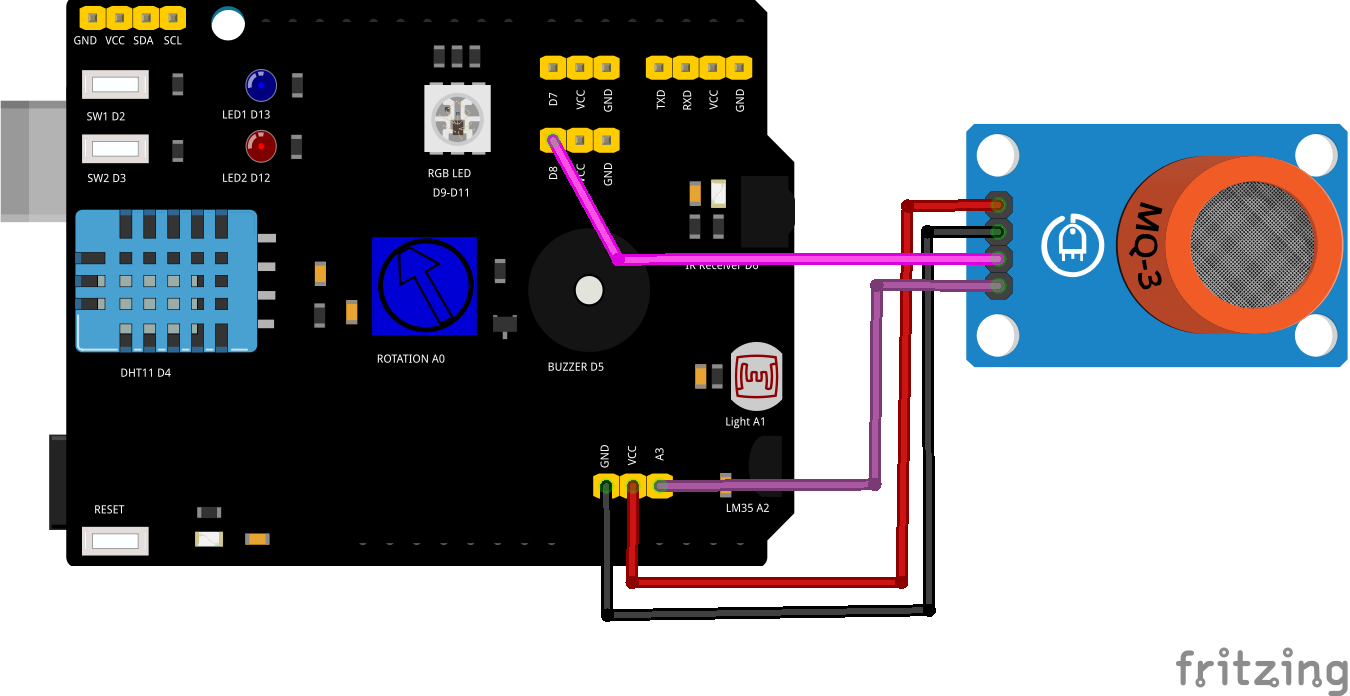 GND VCC SDA SCL
SW1 D2
LED1 D13
SW2 D3
LED2 D12
RGB LED
D9-D11
D7 VCC GND
TXD RXD VCC GND
D8 VCC GND
IR Receiver D6
MQ-3
DHT11 D4
ROTATION A0
BUZZER D5
Light A1
GND VCC A3
LM35 A2
RESET
fritzing